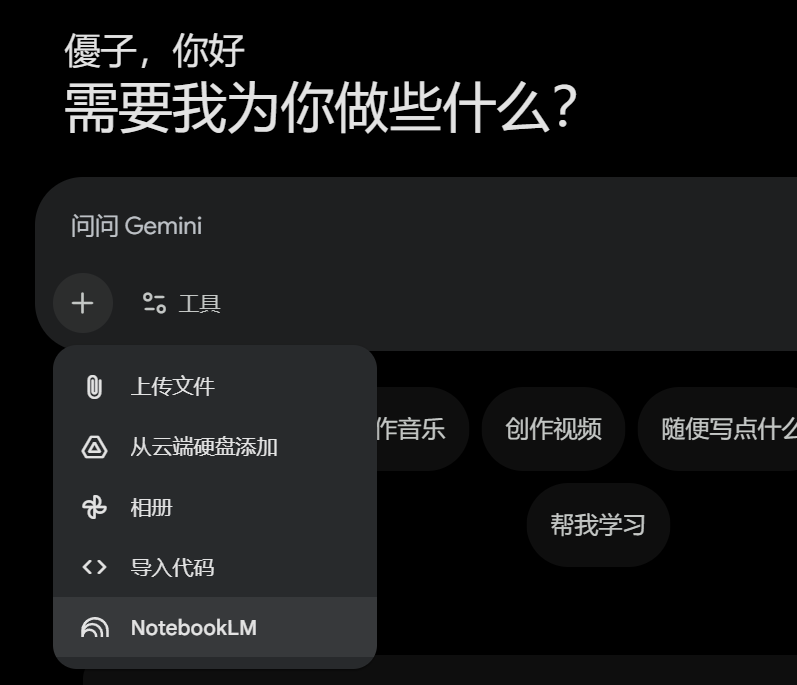 優子，你好
需要我为你做些什么？
问问 Gemini
工具
上传文件
从云端硬盘添加
相册
导入代码
NotebookLM
作音乐
创作视频
随便写点什么
帮我学习